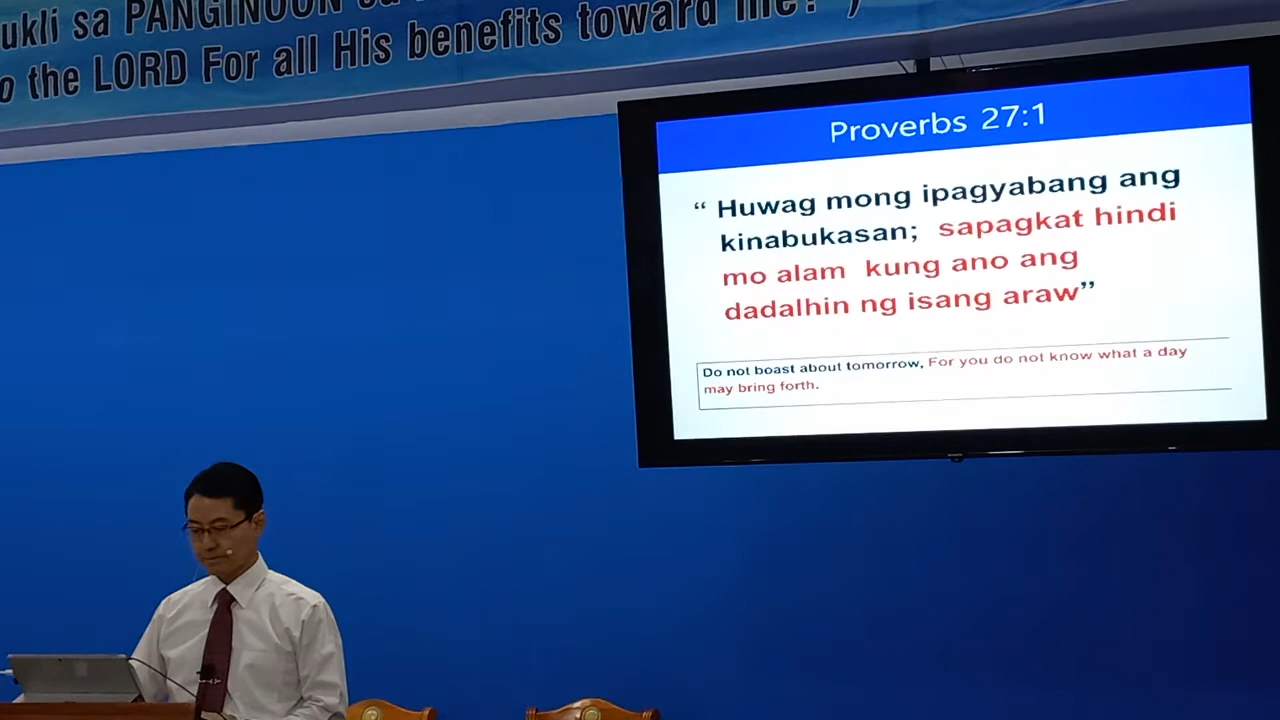 sa PANGINOON
the LORD For all His benefits toward me? )
Proverbs 27:1
“ Huwag mong ipagyabang ang
kinabukasan; sapagkat hindi
mo alam kung ano ang
dadalhin ng isang araw”
Do not boast about tomorrow, For you do not know what a day
may bring forth.